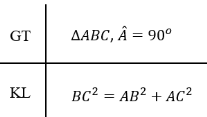 GT ΔABC, Â = 90°
KL BC² = AB² + AC²